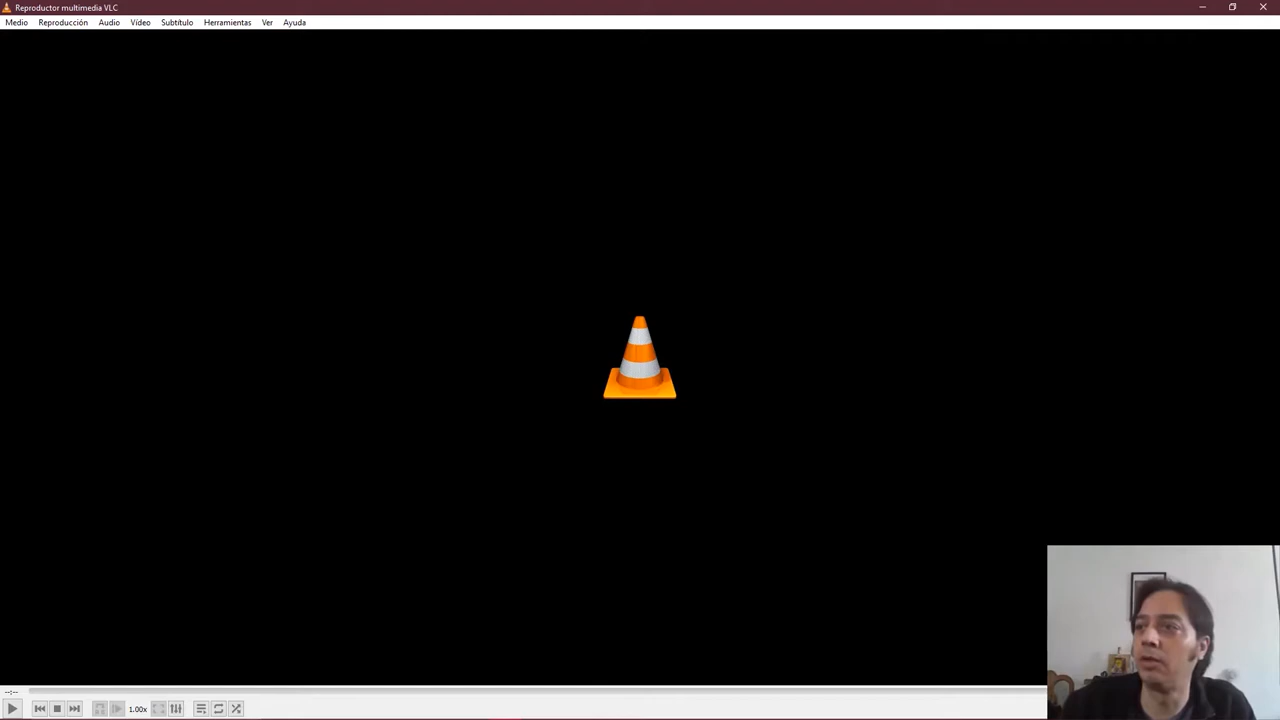 Reproductor multimedia VLC
Medio Reproducción Audio Vídeo Subtítulo Herramientas Ver Ayuda
--:--
1.00x